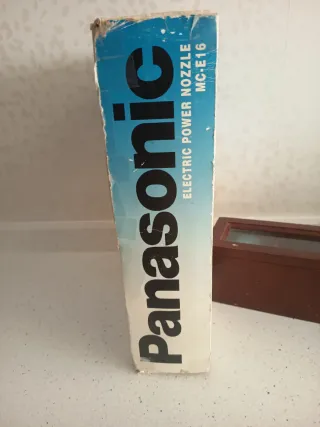 Panasonic
ELECTRIC POWER NOZZLE
MC-E16